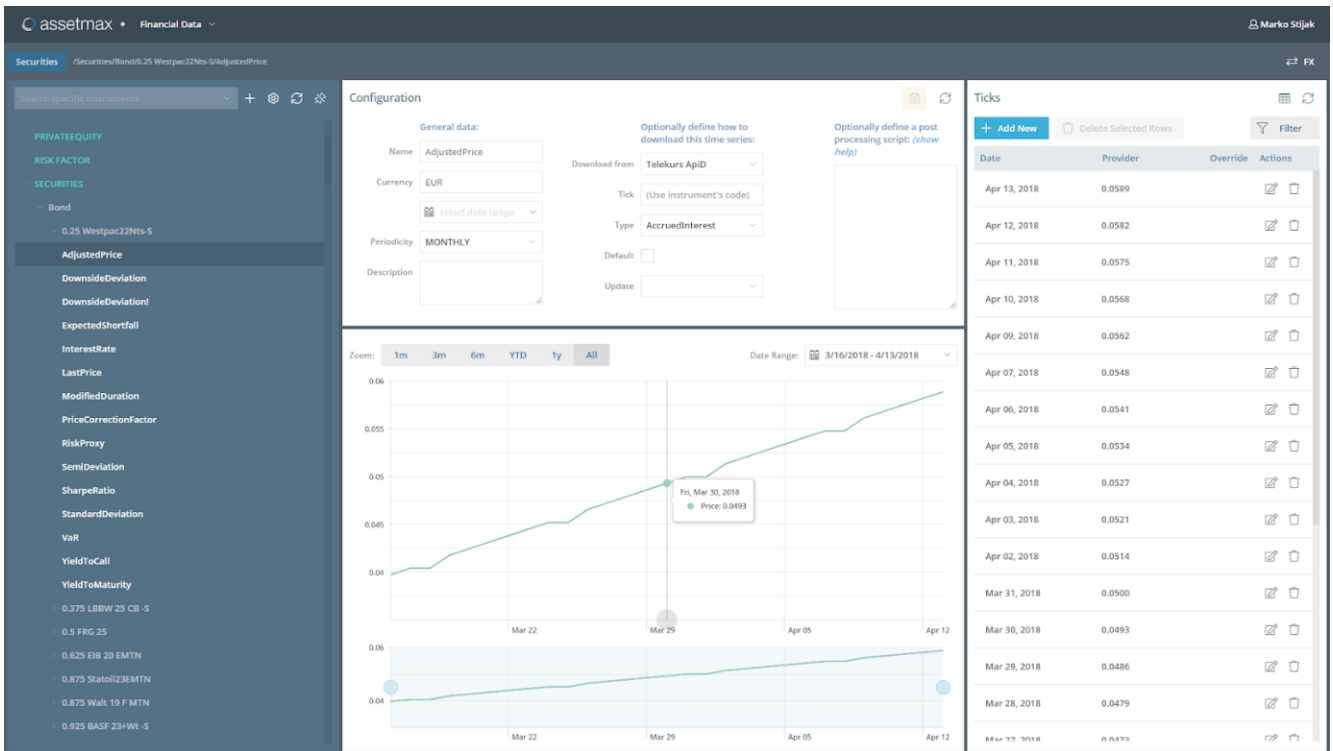 assetmax • Financial Data
Marko Stijak
Securities /Securities/Bond/0.25 Westpac22Nts-S/AdjustedPrice
FX
Search specific instruments
PRIVATEEQUITY
RISK FACTOR
SECURITIES
Bond
0.25 Westpac22Nts-S
AdjustedPrice
DownsideDeviation
DownsideDeviation!
ExpectedShortfall
InterestRate
LastPrice
ModifiedDuration
PriceCorrectionFactor
RiskProxy
SemiDeviation
SharpeRatio
StandardDeviation
VaR
YieldToCall
YieldToMaturity
0.375 LBBW 25 CB -S
0.5 FRG 25
0.625 EIB 20 EMTN
0.875 Statoil23EMTN
0.875 Walt 19 F MTN
0.925 BASF 23+Wt -S
Configuration
General data:
Name AdjustedPrice
Currency EUR
select date range
Periodicity MONTHLY
Description
Optionally define how to
download this time series:
Download from Telekurs ApiD
Tick (Use instrument's code)
Type AccruedInterest
Default
Update
Optionally define a post
processing script: (show
help)
Zoom: 1m 3m 6m YTD 1y All
Date Range: 3/16/2018 - 4/13/2018
0.06
0.055
0.05
0.045
0.04
Fri, Mar 30, 2018
Price: 0.0493
Mar 22 Mar 29 Apr 05 Apr 12
0.06
0.04
Mar 22 Mar 29 Apr 05 Apr 12
Ticks
+ Add New Delete Selected Rows Filter
Date Provider Override Actions
Apr 13, 2018 0.0589
Apr 12, 2018 0.0582
Apr 11, 2018 0.0575
Apr 10, 2018 0.0568
Apr 09, 2018 0.0562
Apr 07, 2018 0.0548
Apr 06, 2018 0.0541
Apr 05, 2018 0.0534
Apr 04, 2018 0.0527
Apr 03, 2018 0.0521
Apr 02, 2018 0.0514
Mar 31, 2018 0.0500
Mar 30, 2018 0.0493
Mar 29, 2018 0.0486
Mar 28, 2018 0.0479
Mar 27, 2018 0.0473